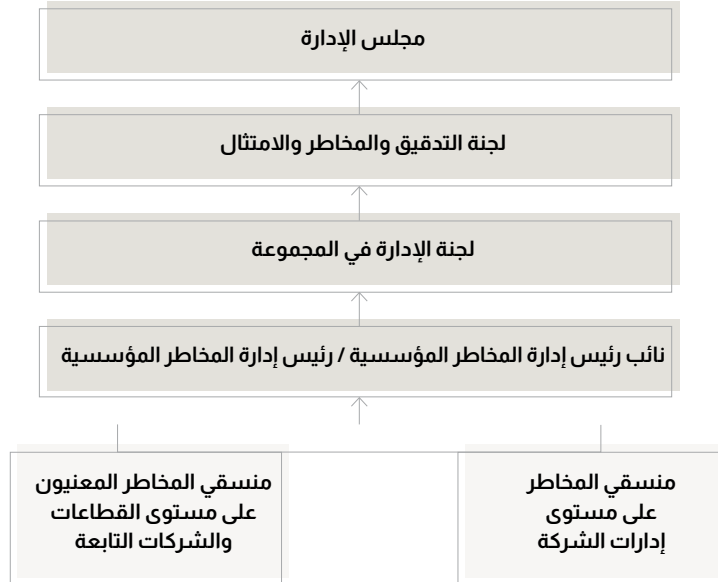 مجلس الإدارة
لجنة التدقيق والمخاطر والامتثال
لجنة الإدارة في المجموعة
نائب رئيس إدارة المخاطر المؤسسية / رئيس إدارة المخاطر المؤسسية
منسقي المخاطر
على مستوى
إدارات الشركة
منسقي المخاطر المعنيون
على مستوى القطاعات
والشركات التابعة